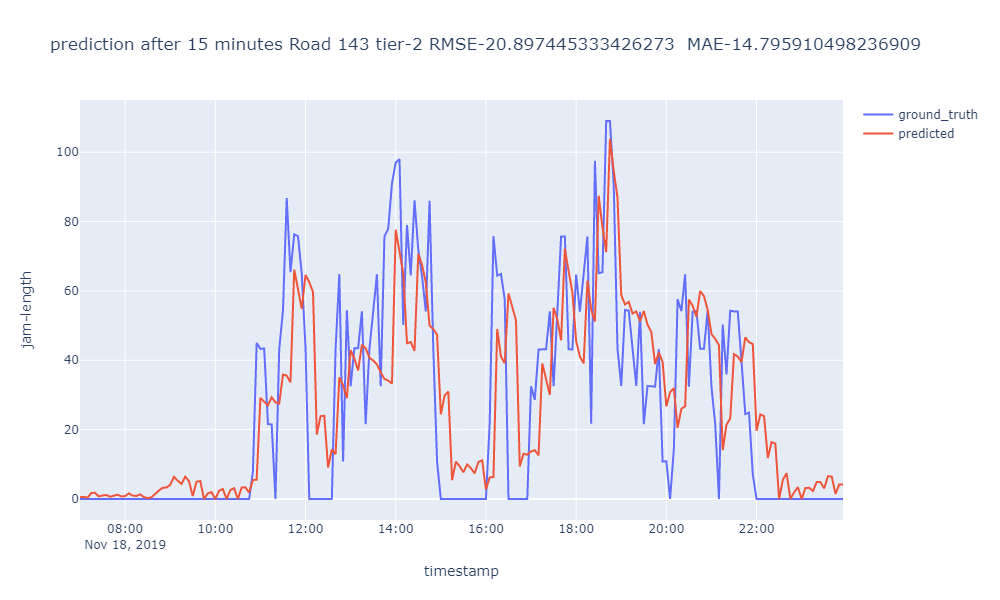 prediction after 15 minutes Road 143 tier-2 RMSE-20.897445333426273 MAE-14.795910498236909
ground_truth
predicted
100
80
60
40
20
0
jam-length
08:00 10:00 12:00 14:00 16:00 18:00 20:00 22:00
Nov 18, 2019
timestamp